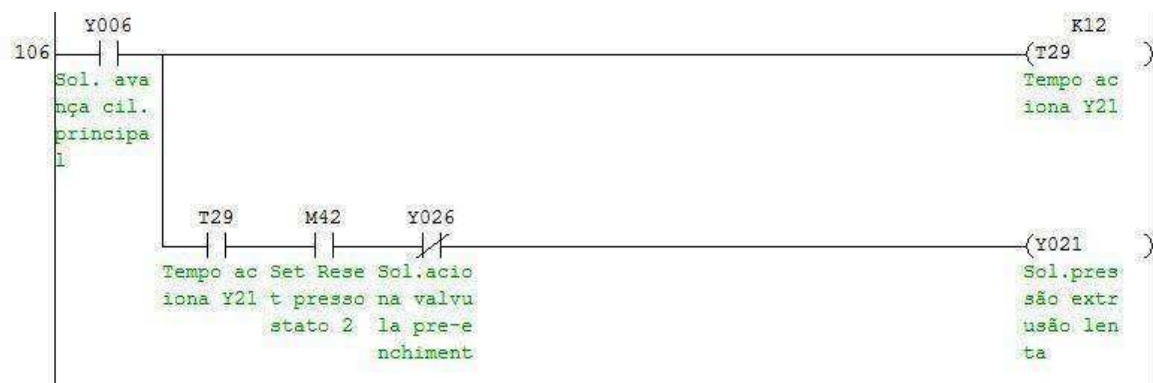 Y006
K12
106
(T29 )
Sol. ava
nça cil.
principa
l
Tempo ac
iona Y21
T29
M42
Y026
(Y021 )
Tempo ac
iona Y21
Set Rese
t presso
stato 2
Sol.acio
na valvu
la pre-e
nchiment
Sol.pres
são extr
usão len
ta